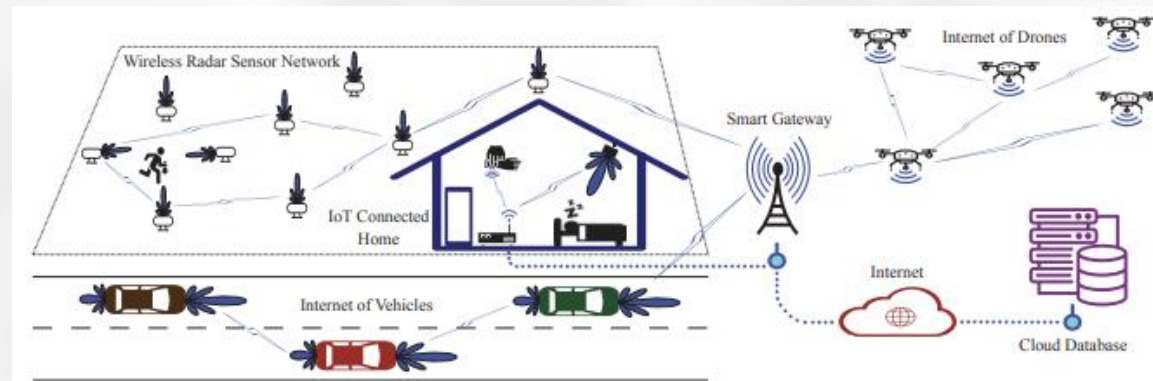 Wireless Radar Sensor Network
Internet of Drones
Smart Gateway
IoT Connected
Home
z z z
Internet of Vehicles
Internet
Cloud Database